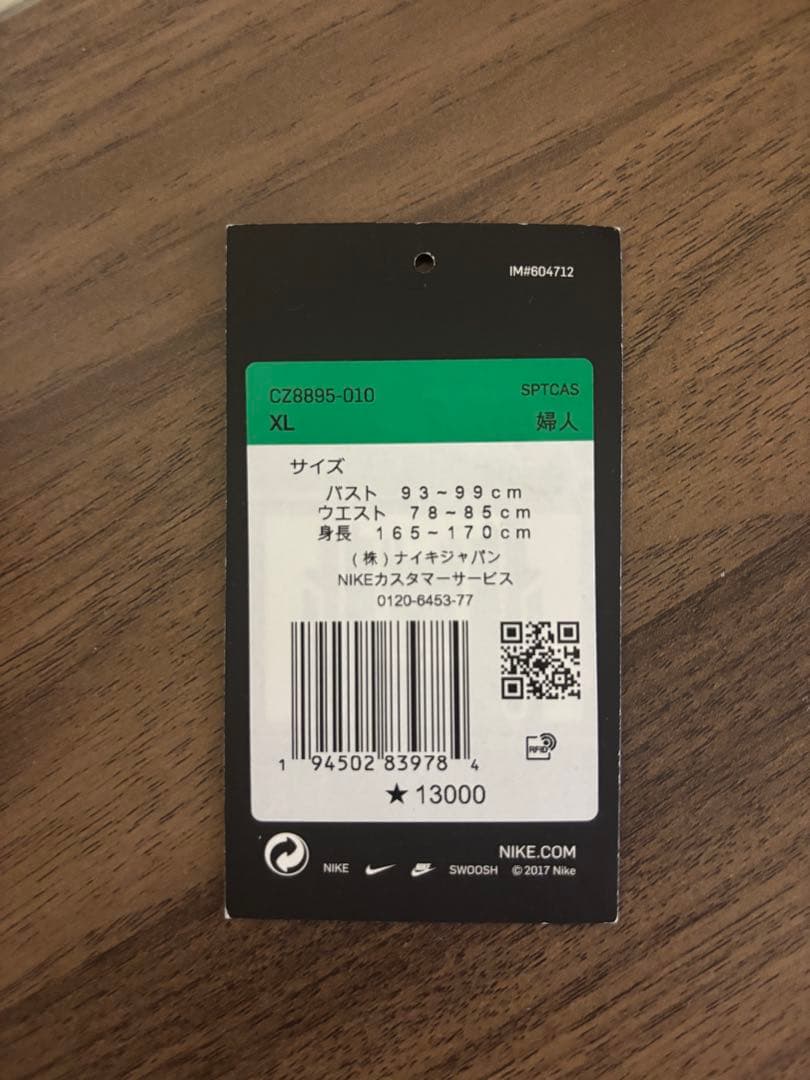 IM#604712
CZ8895-010 SPTCAS
XL 婦人
サイズ
バスト 93~99cm
ウエスト 78~85cm
身長 165~170cm
(株)ナイキジャパン
NIKEカスタマーサービス
0120-6453-77
RFID
1 94502 83978 4
★13000
NIKE.COM
NIKE SWOOSH © 2017 Nike